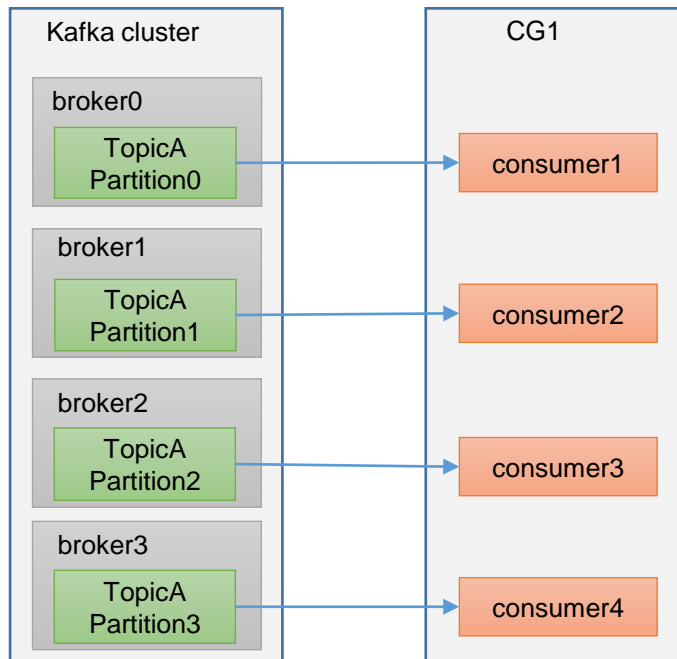 Kafka cluster
CG1
broker0
TopicA
Partition0
consumer1
broker1
TopicA
Partition1
consumer2
broker2
TopicA
Partition2
consumer3
broker3
TopicA
Partition3
consumer4